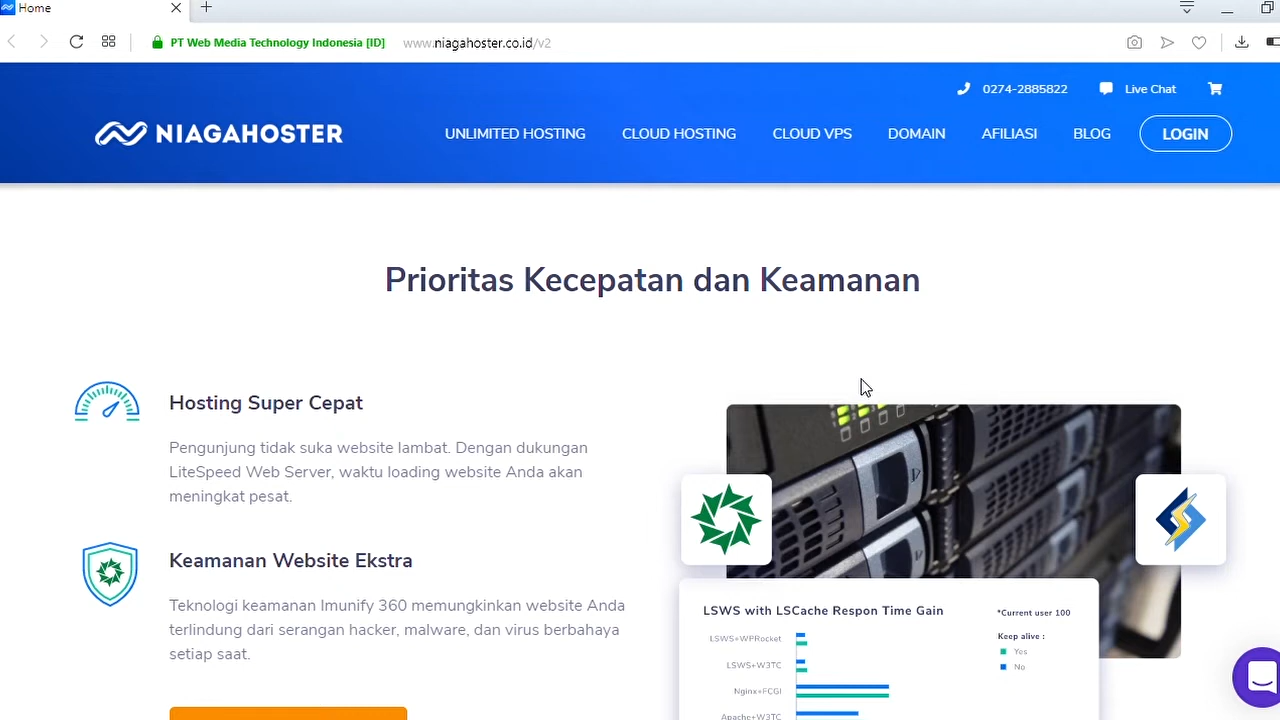 Home
PT Web Media Technology Indonesia [ID] www.niagahoster.co.id/v2
0274-2885822 Live Chat
NIAGAHOSTER UNLIMITED HOSTING CLOUD HOSTING CLOUD VPS DOMAIN AFILIASI BLOG LOGIN
Prioritas Kecepatan dan Keamanan
Hosting Super Cepat
Pengunjung tidak suka website lambat. Dengan dukungan
LiteSpeed Web Server, waktu loading website Anda akan
meningkat pesat.
Keamanan Website Ekstra
Teknologi keamanan Imunify 360 memungkinkan website Anda
terlindung dari serangan hacker, malware, dan virus berbahaya
setiap saat.
LSWS with LSCache Respon Time Gain
*Current user 100
Keep alive :
Yes
No
LSWS+WPRocket
LSWS+W3TC
Nginx+FCGI
Apache+W3TC